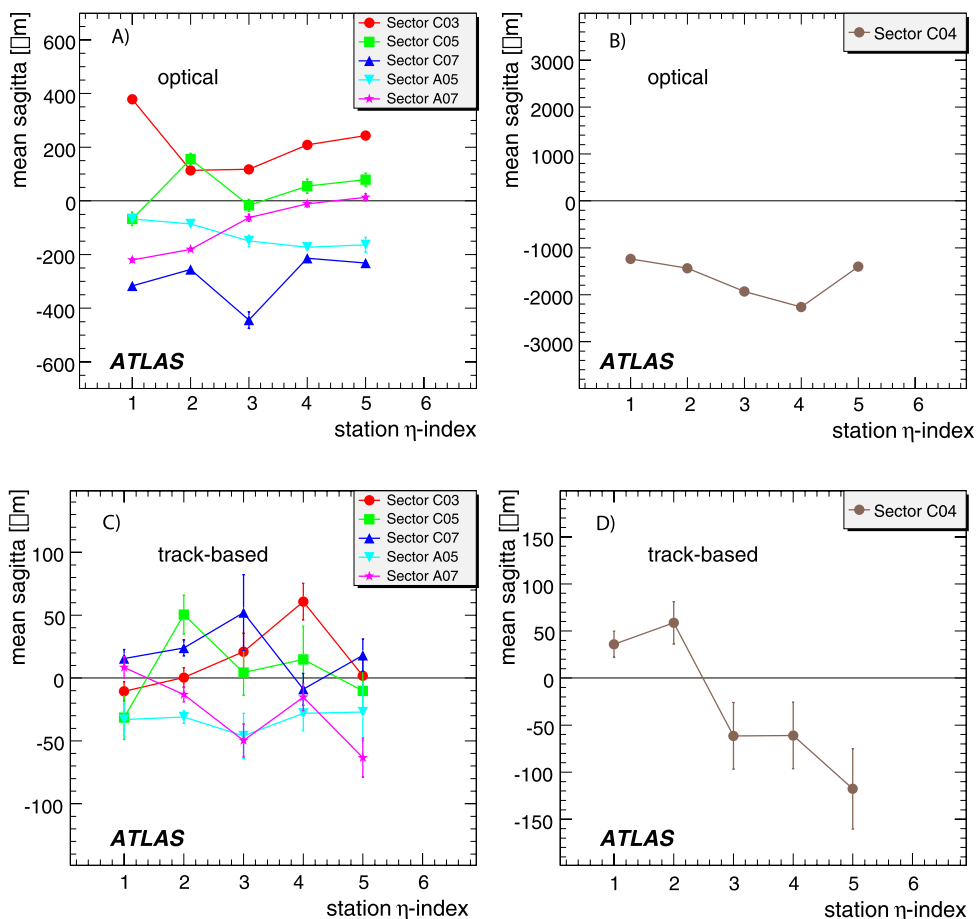 A)
optical
Sector C03
Sector C05
Sector C07
Sector A05
Sector A07
mean sagitta [□m]
600
400
200
0
-200
-400
-600
ATLAS
1 2 3 4 5 6
station η-index
B)
optical
Sector C04
mean sagitta [□m]
3000
2000
1000
0
-1000
-2000
-3000
ATLAS
1 2 3 4 5 6
station η-index
C)
track-based
Sector C03
Sector C05
Sector C07
Sector A05
Sector A07
mean sagitta [□m]
100
50
0
-50
-100
ATLAS
1 2 3 4 5 6
station η-index
D)
track-based
Sector C04
mean sagitta [□m]
150
100
50
0
-50
-100
-150
ATLAS
1 2 3 4 5 6
station η-index